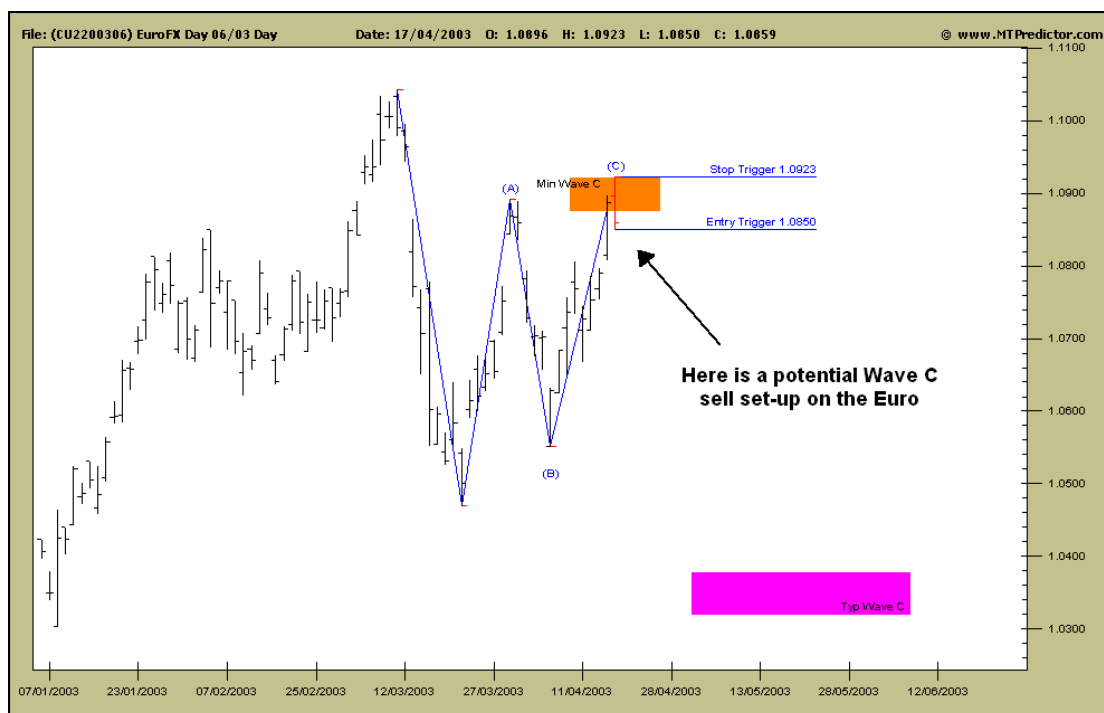 File: (CU2200306) EuroFX Day 06/03 Day Date: 17/04/2003 O: 1.0896 H: 1.0923 L: 1.0850 C: 1.0859 @ www.MTPredictor.com
1.1100
1.1000
(C)
Stop Trigger 1.0923
Min Wave C
(A)
1.0900
Entry Trigger 1.0850
1.0800
1.0700
Here is a potential Wave C
sell set-up on the Euro
1.0600
(B)
1.0500
1.0400
Typ Wave C
1.0300
07/01/2003 23/01/2003 07/02/2003 25/02/2003 12/03/2003 27/03/2003 11/04/2003 28/04/2003 13/05/2003 28/05/2003 12/06/2003